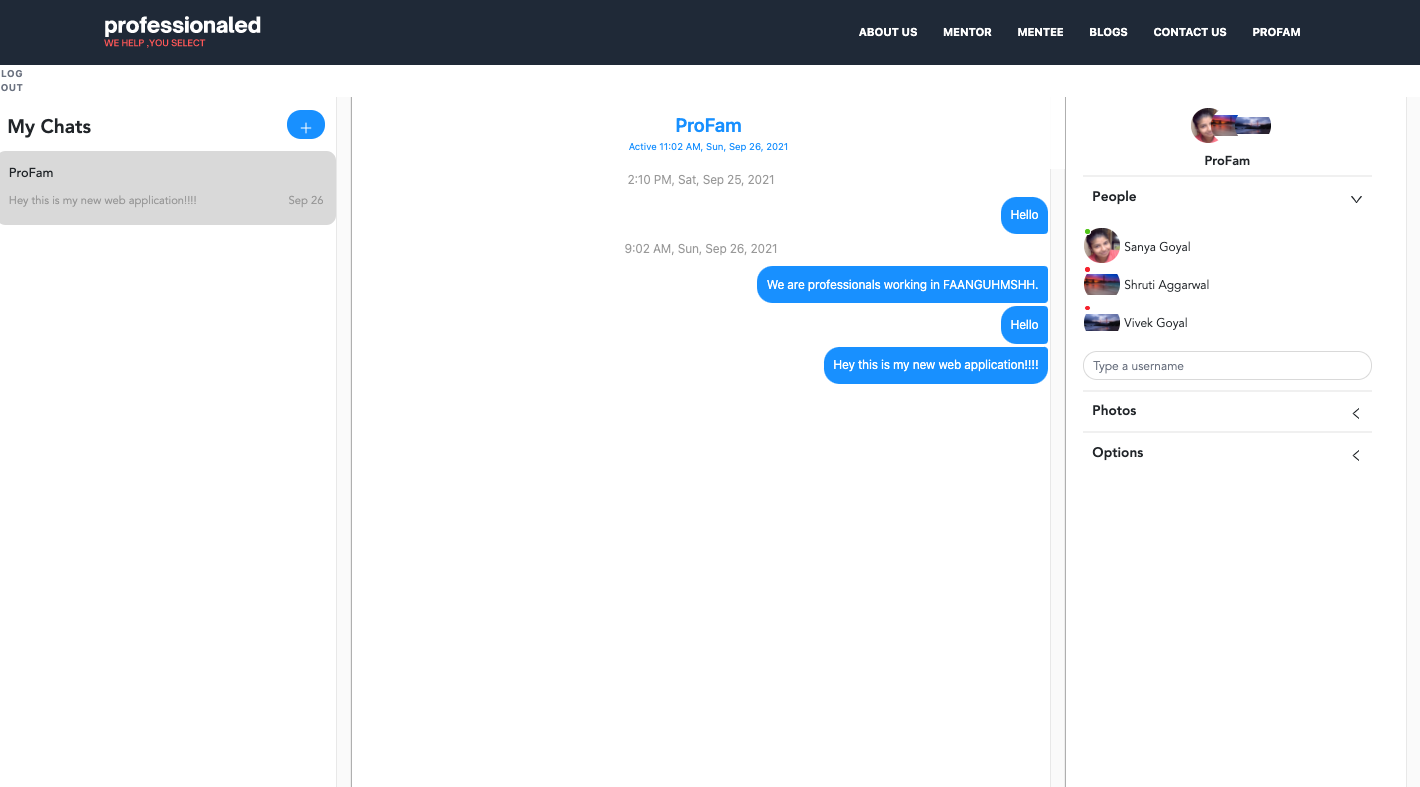 professionaled
WE HELP ,YOU SELECT
ABOUT US MENTOR MENTEE BLOGS CONTACT US PROFAM
LOG
OUT
My Chats
+
ProFam
Hey this is my new web application!!!! Sep 26
ProFam
Active 11:02 AM, Sun, Sep 26, 2021
2:10 PM, Sat, Sep 25, 2021
Hello
9:02 AM, Sun, Sep 26, 2021
We are professionals working in FAANGUHMSHH.
Hello
Hey this is my new web application!!!!
ProFam
People
Sanya Goyal
Shruti Aggarwal
Vivek Goyal
Type a username
Photos
Options